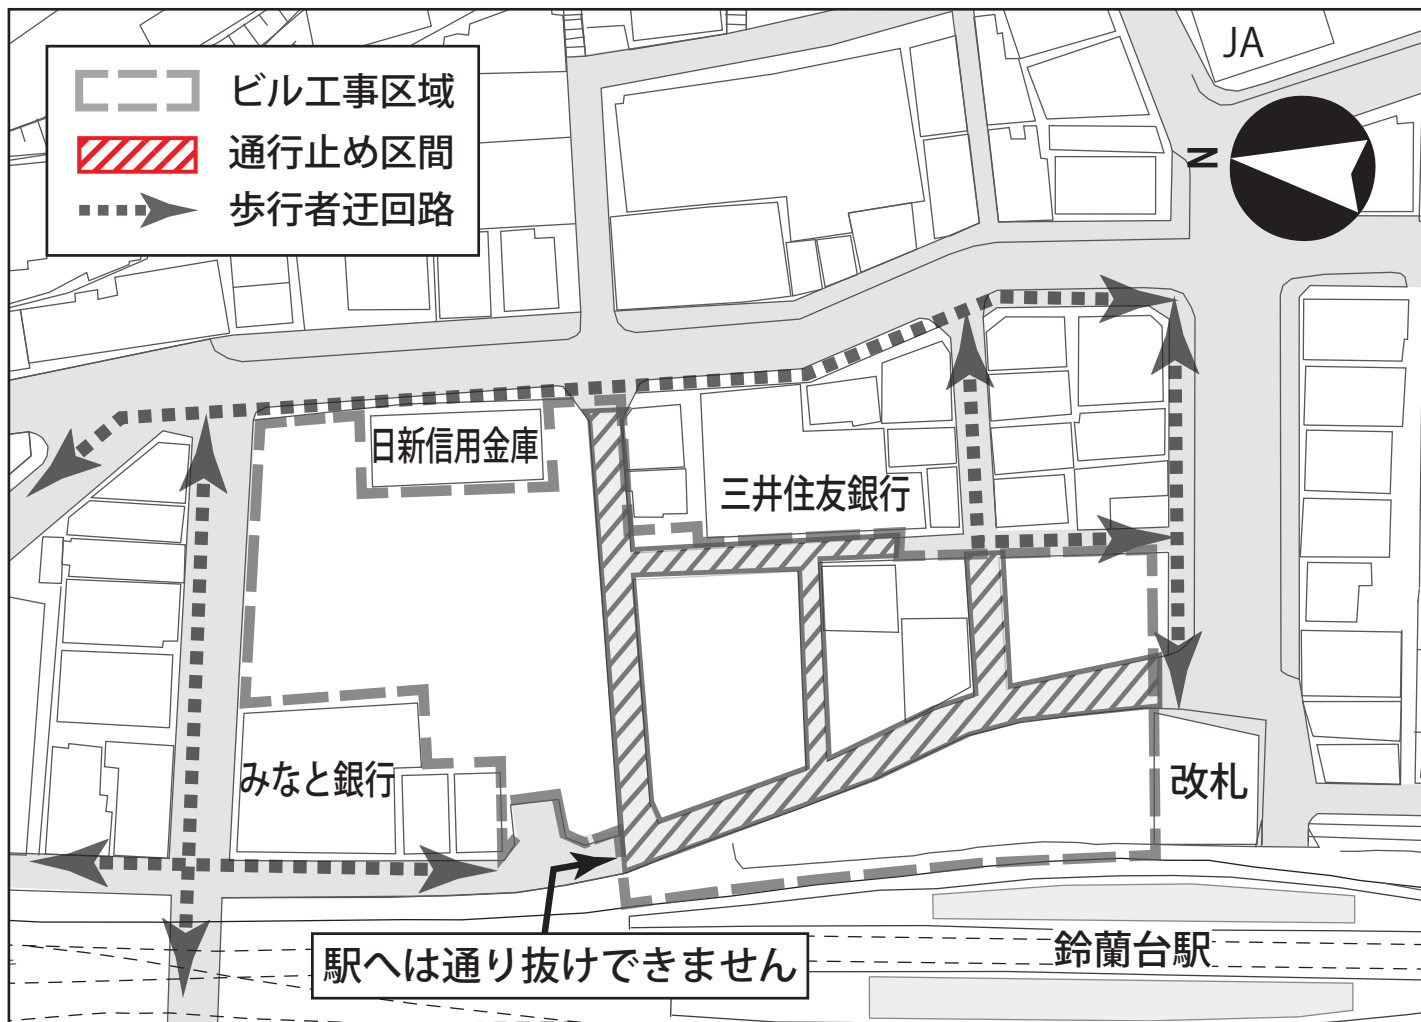 JA
ビル工事区域
通行止め区間
歩行者迂回路
N
日新信用金庫
三井住友銀行
みなと銀行
改札
駅へは通り抜けできません
鈴蘭台駅